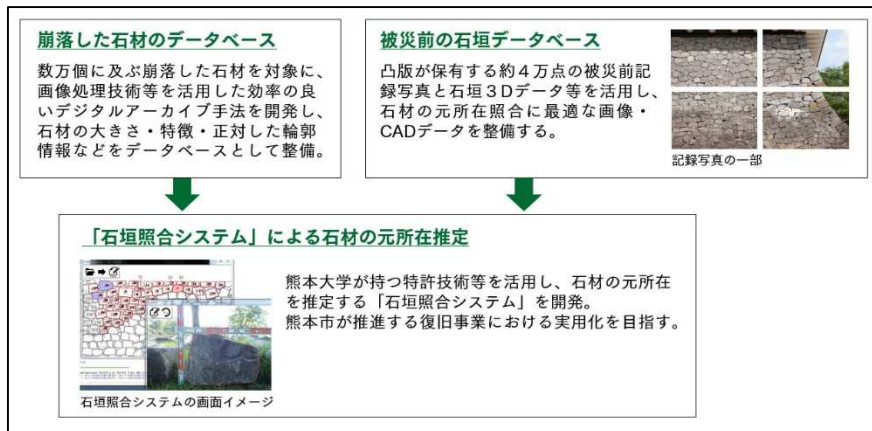 崩落した石材のデータベース
数万個に及ぶ崩落した石材を対象に、
画像処理技術等を活用した効率の良
いデジタルアーカイブ手法を開発し、
石材の大きさ・特徴・正対した輪郭
情報などをデータベースとして整備。
被災前の石垣データベース
凸版が保有する約４万点の被災前記
録写真と石垣３Dデータ等を活用し、
石材の元所在照合に最適な画像・
CADデータを整備する。
記録写真の一部
「石垣照合システム」による石材の元所在推定
熊本大学が持つ特許技術等を活用し、石材の元所在
を推定する「石垣照合システム」を開発。
熊本市が推進する復旧事業における実用化を目指す。
石垣照合システムの画面イメージ